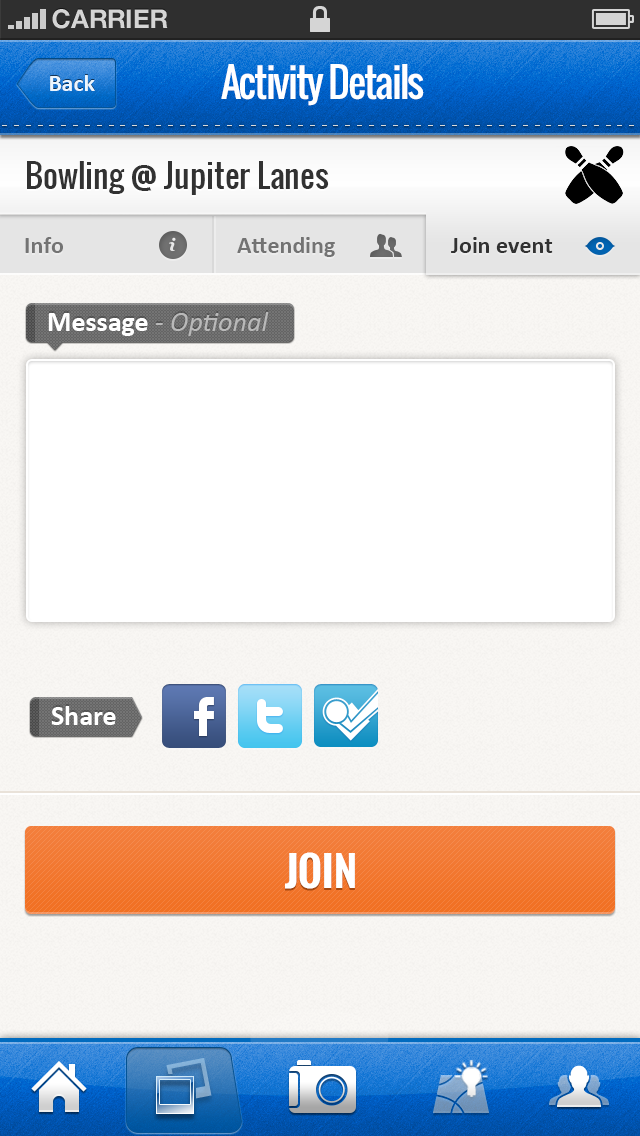 CARRIER
Back
Activity Details
Bowling @ Jupiter Lanes
Info
Attending
Join event
Message - Optional
Share
JOIN